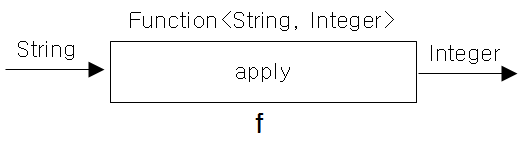 Function<String, Integer>
String
apply
Integer
f